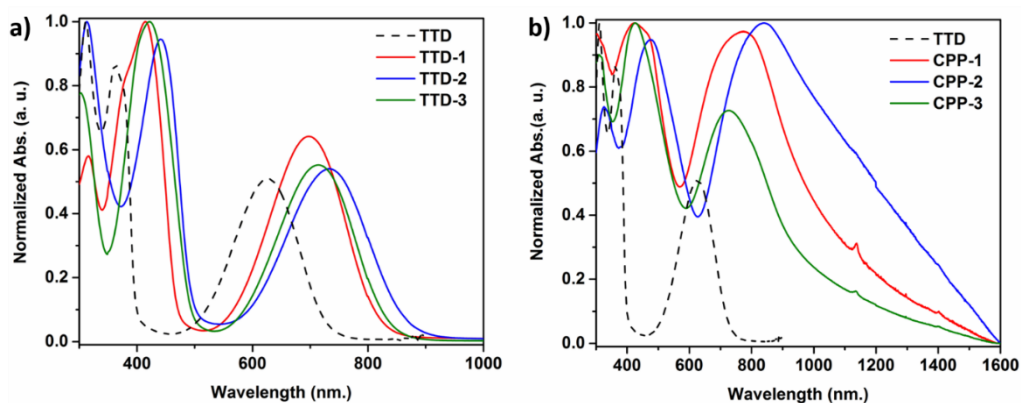 a)
Normalized Abs. (a. u.)
1.0
0.8
0.6
0.4
0.2
0.0
TTD
TTD-1
TTD-2
TTD-3
400 600 800 1000
Wavelength (nm.)
b)
Normalized Abs.(a. u.)
1.0
0.8
0.6
0.4
0.2
0.0
TTD
CPP-1
CPP-2
CPP-3
400 600 800 1000 1200 1400 1600
Wavelength (nm.)